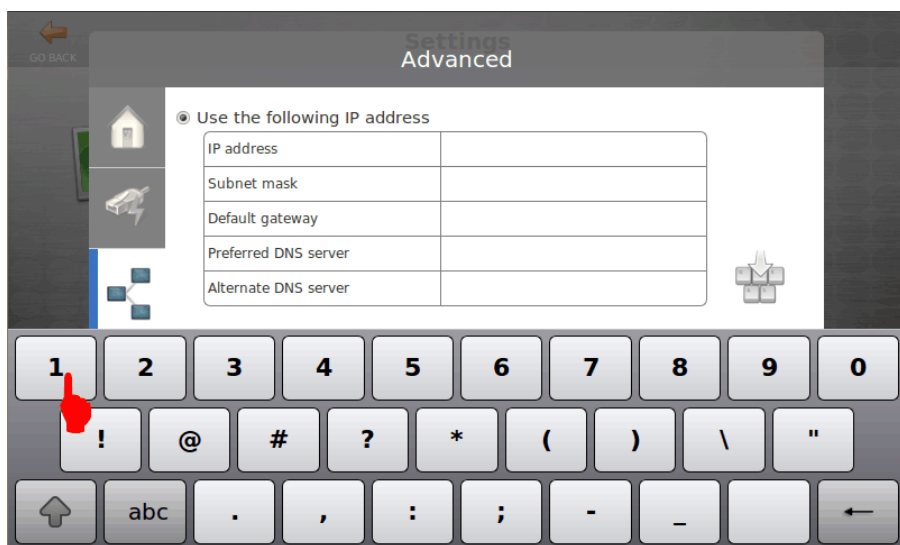 Settings
GO BACK
Advanced
Use the following IP address
IP address
Subnet mask
Default gateway
Preferred DNS server
Alternate DNS server
1 2 3 4 5 6 7 8 9 0
! @ # ? * ( ) \ "
abc . , : ; - _ ←